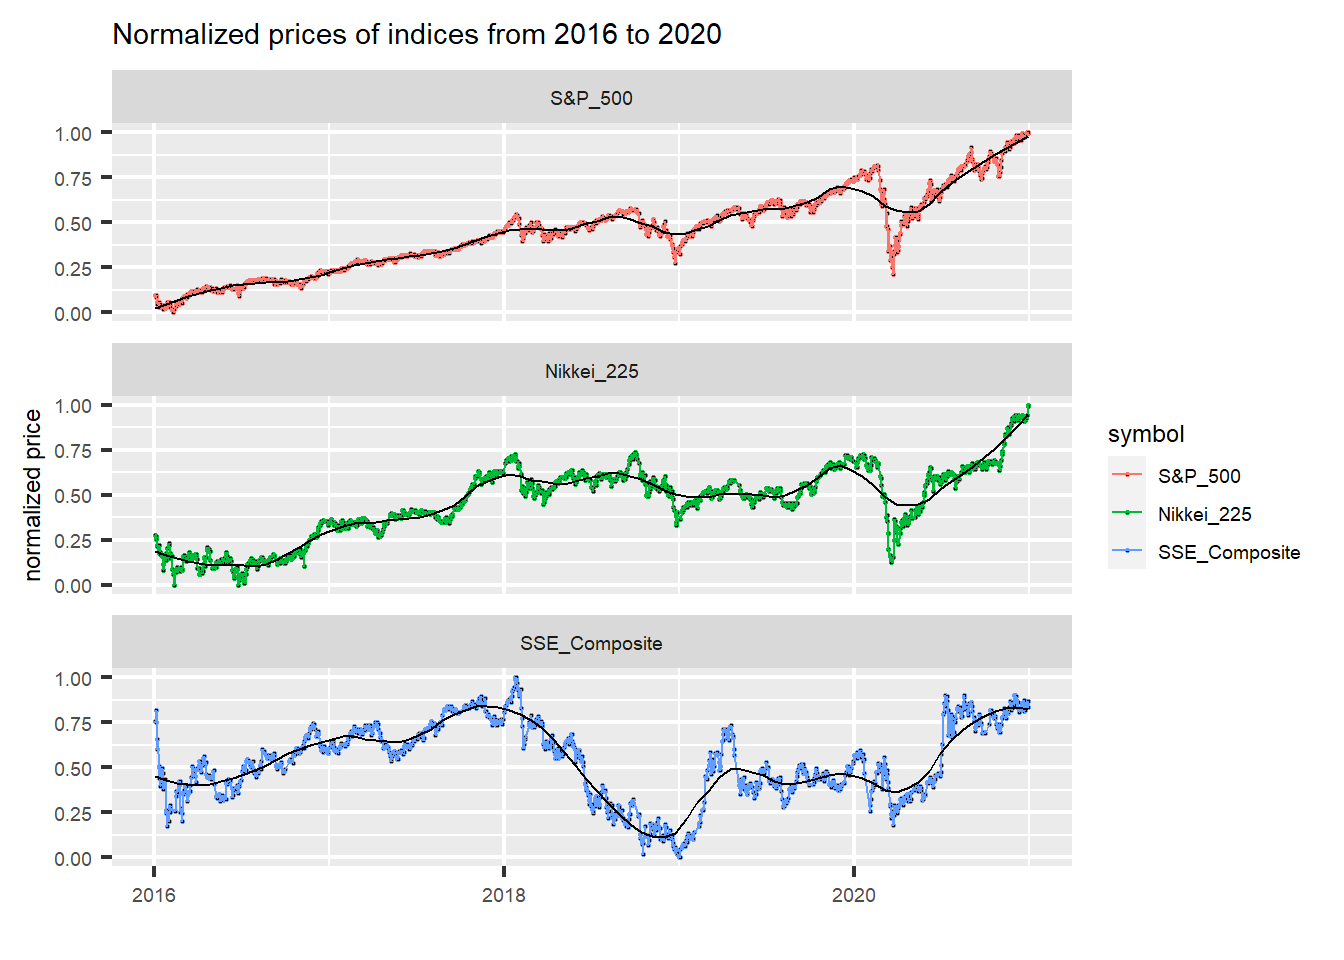 Normalized prices of indices from 2016 to 2020
S&P_500
1.00
0.75
0.50
0.25
0.00
Nikkei_225
1.00
0.75
0.50
0.25
0.00
normalized price
SSE_Composite
1.00
0.75
0.50
0.25
0.00
2016 2018 2020
symbol
S&P_500
Nikkei_225
SSE_Composite